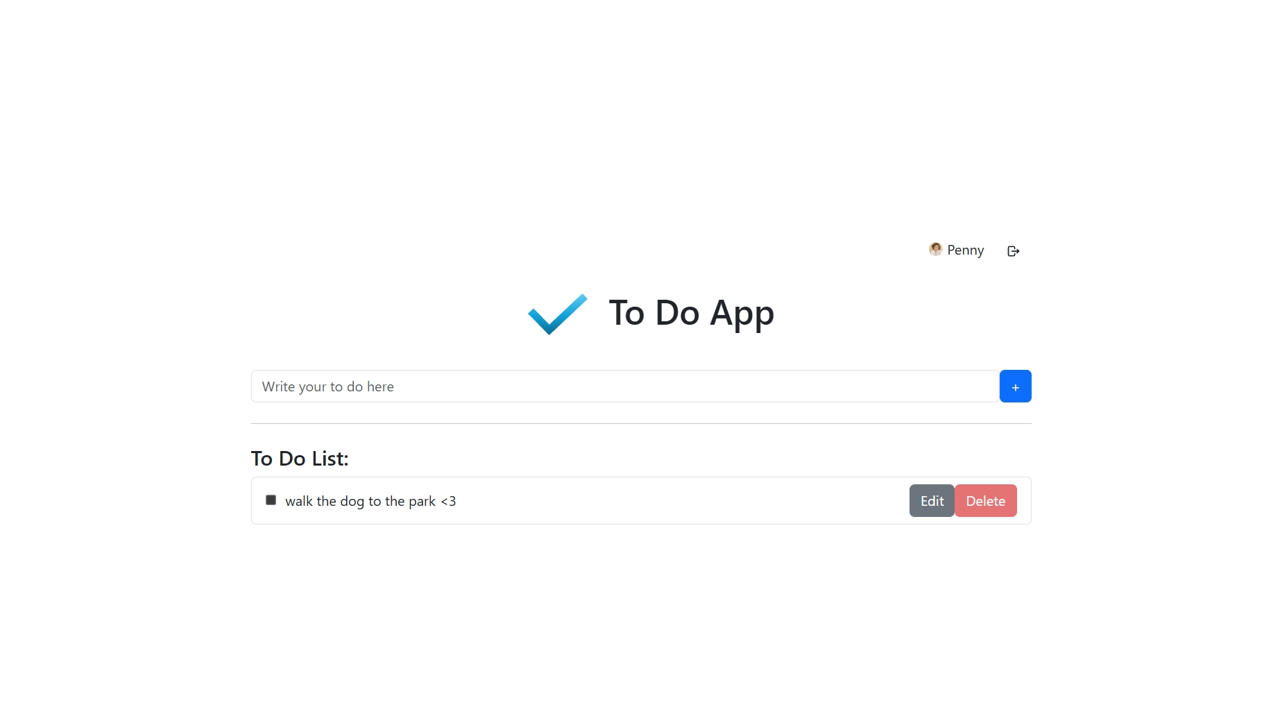 Penny
To Do App
Write your to do here
+
To Do List:
walk the dog to the park <3
Edit
Delete